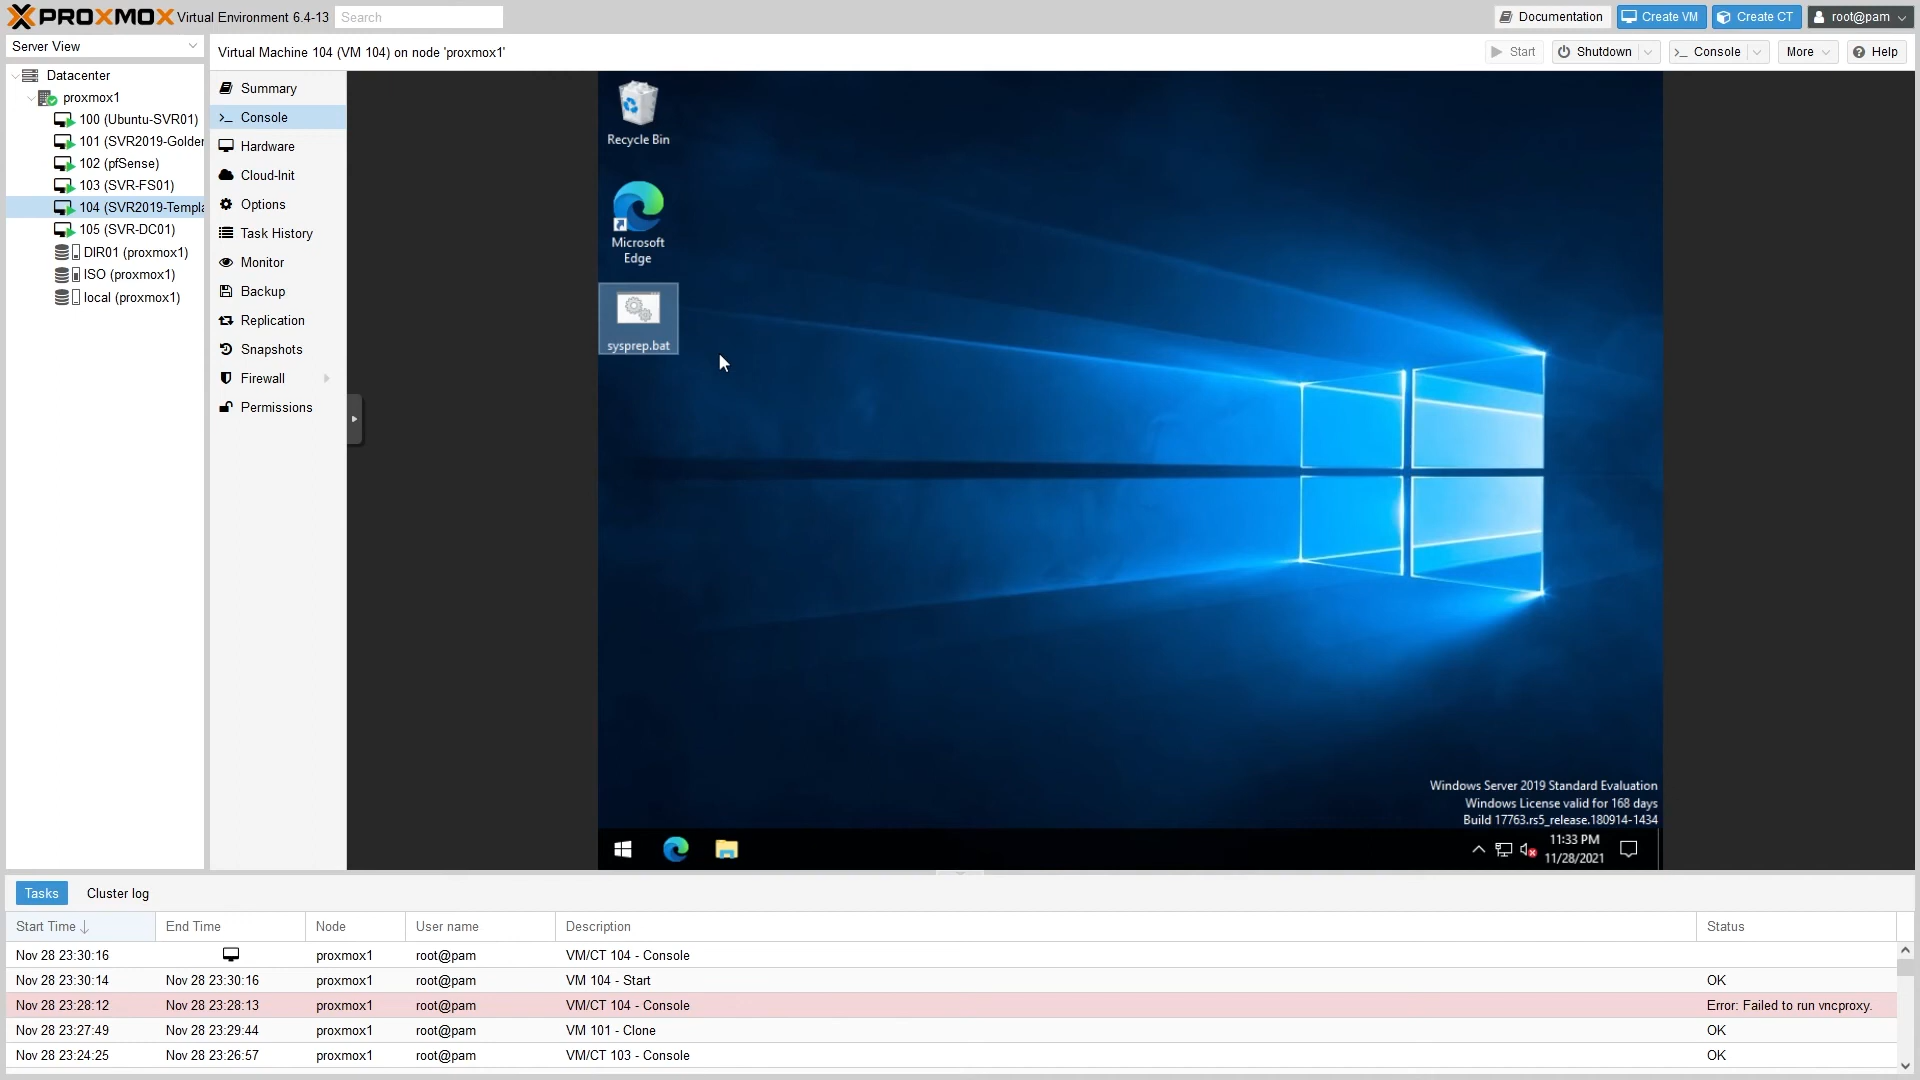 PROXMOX Virtual Environment 6.4-13 Search
Documentation Create VM Create CT root@pam
Server View
Virtual Machine 104 (VM 104) on node 'proxmox1'
Start Shutdown >_ Console More Help
Datacenter
proxmox1
100 (Ubuntu-SVR01)
101 (SVR2019-Golden
102 (pfSense)
103 (SVR-FS01)
104 (SVR2019-Templa
105 (SVR-DC01)
DIR01 (proxmox1)
ISO (proxmox1)
local (proxmox1)
Summary
>_ Console
Hardware
Cloud-Init
Options
Task History
Monitor
Backup
Replication
Snapshots
Firewall
Permissions
Recycle Bin
Microsoft
Edge
sysprep.bat
Windows Server 2019 Standard Evaluation
Windows License valid for 168 days
Build 17763.rs5_release.180914-1434
11:33 PM
11/28/2021
Tasks Cluster log
Start Time End Time Node User name Description Status
Nov 28 23:30:16 proxmox1 root@pam VM/CT 104 - Console
Nov 28 23:30:14 Nov 28 23:30:16 proxmox1 root@pam VM 104 - Start OK
Nov 28 23:28:12 Nov 28 23:28:13 proxmox1 root@pam VM/CT 104 - Console Error: Failed to run vncproxy.
Nov 28 23:27:49 Nov 28 23:29:44 proxmox1 root@pam VM 101 - Clone OK
Nov 28 23:24:25 Nov 28 23:26:57 proxmox1 root@pam VM/CT 103 - Console OK